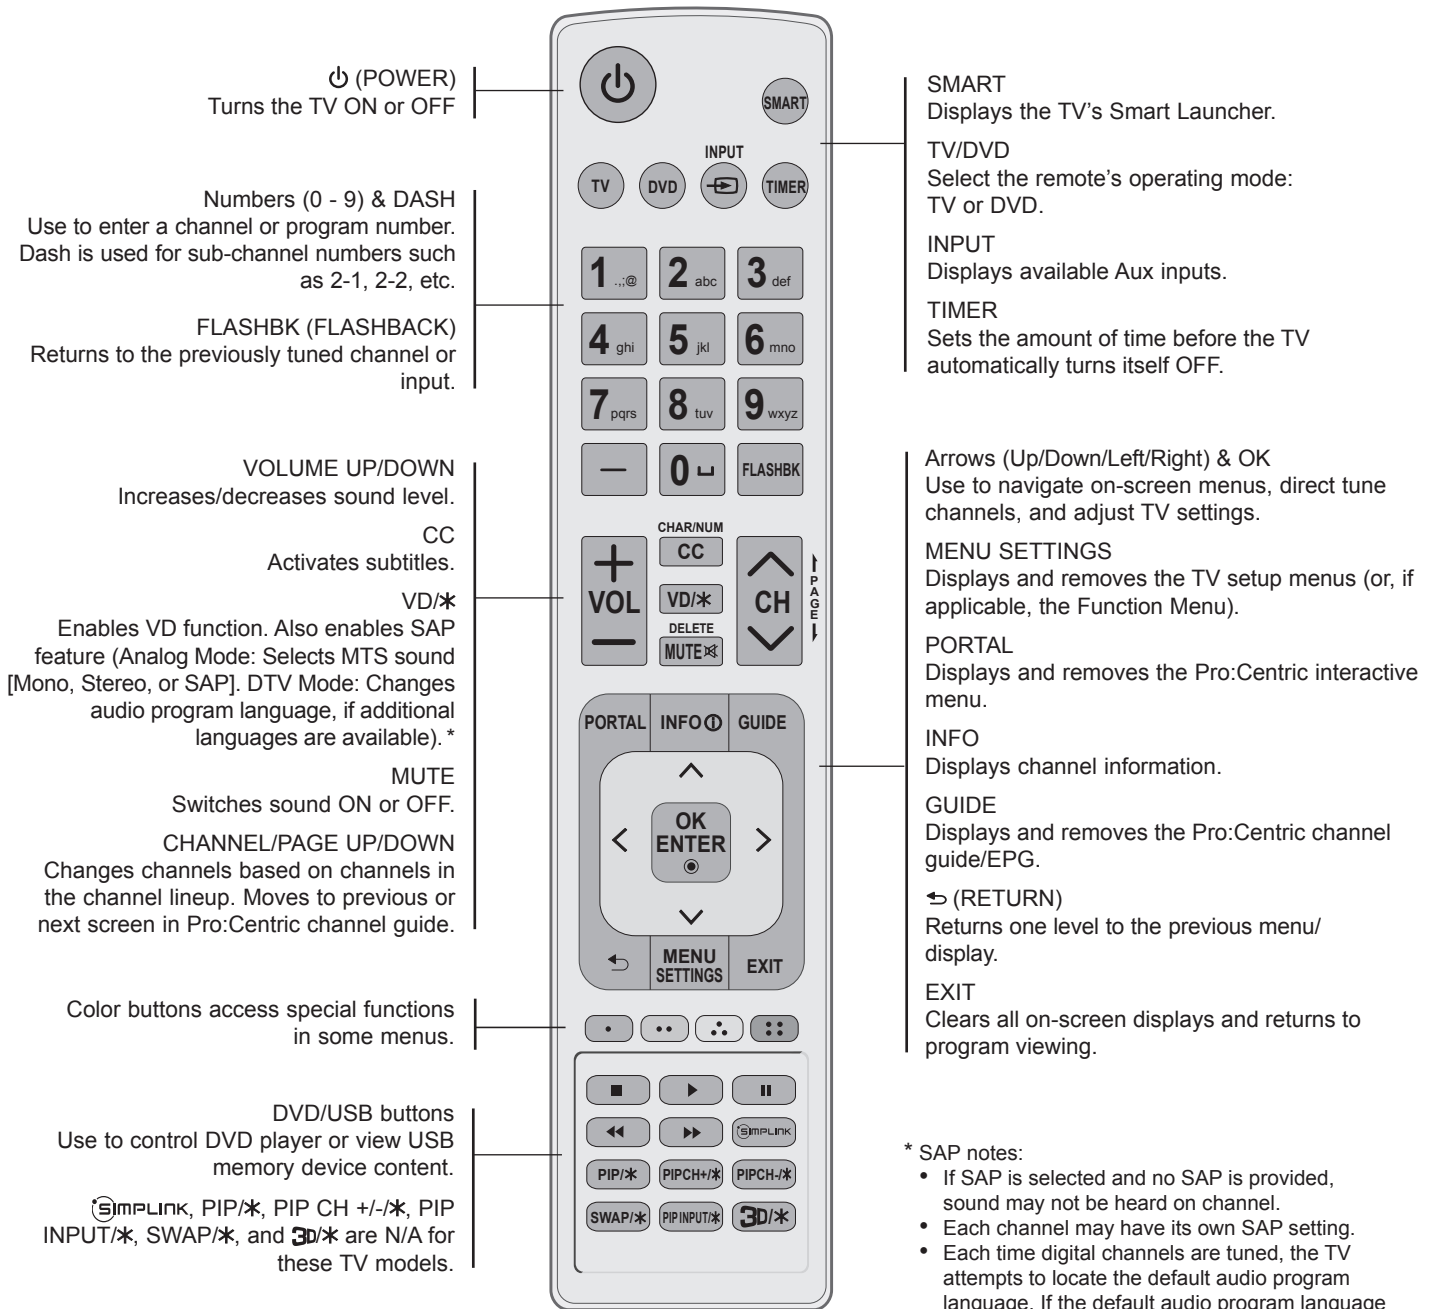 (POWER)
Turns the TV ON or OFF
Numbers (0 - 9) & DASH
Use to enter a channel or program number.
Dash is used for sub-channel numbers such
as 2-1, 2-2, etc.
FLASHBK (FLASHBACK)
Returns to the previously tuned channel or
input.
VOLUME UP/DOWN
Increases/decreases sound level.
CC
Activates subtitles.
VD/*
Enables VD function. Also enables SAP
feature (Analog Mode: Selects MTS sound
[Mono, Stereo, or SAP]. DTV Mode: Changes
audio program language, if additional
languages are available). *
MUTE
Switches sound ON or OFF.
CHANNEL/PAGE UP/DOWN
Changes channels based on channels in
the channel lineup. Moves to previous or
next screen in Pro:Centric channel guide.
Color buttons access special functions
in some menus.
DVD/USB buttons
Use to control DVD player or view USB
memory device content.
SIMPLINK, PIP/*, PIP CH +/-/*, PIP
INPUT/*, SWAP/*, and 3D/* are N/A for
these TV models.
SMART
INPUT
TV DVD TIMER
1 .,;@ 2 abc 3 def
4 ghi 5 jkl 6 mno
7 pqrs 8 tuv 9 wxyz
— 0 FLASHBK
CHAR/NUM
CC
VOL VD/* CH PAGE
DELETE
MUTE
PORTAL INFO GUIDE
OK
ENTER
MENU
SETTINGS EXIT
SIMPLINK
PIP/* PIPCH+/* PIPCH-/*
SWAP/* PIP INPUT/* 3D/*
SMART
Displays the TV's Smart Launcher.
TV/DVD
Select the remote's operating mode:
TV or DVD.
INPUT
Displays available Aux inputs.
TIMER
Sets the amount of time before the TV
automatically turns itself OFF.
Arrows (Up/Down/Left/Right) & OK
Use to navigate on-screen menus, direct tune
channels, and adjust TV settings.
MENU SETTINGS
Displays and removes the TV setup menus (or, if
applicable, the Function Menu).
PORTAL
Displays and removes the Pro:Centric interactive
menu.
INFO
Displays channel information.
GUIDE
Displays and removes the Pro:Centric channel
guide/EPG.
(RETURN)
Returns one level to the previous menu/
display.
EXIT
Clears all on-screen displays and returns to
program viewing.
* SAP notes:
• If SAP is selected and no SAP is provided,
sound may not be heard on channel.
• Each channel may have its own SAP setting.
• Each time digital channels are tuned, the TV
attempts to locate the default audio program
language. If the default audio program language